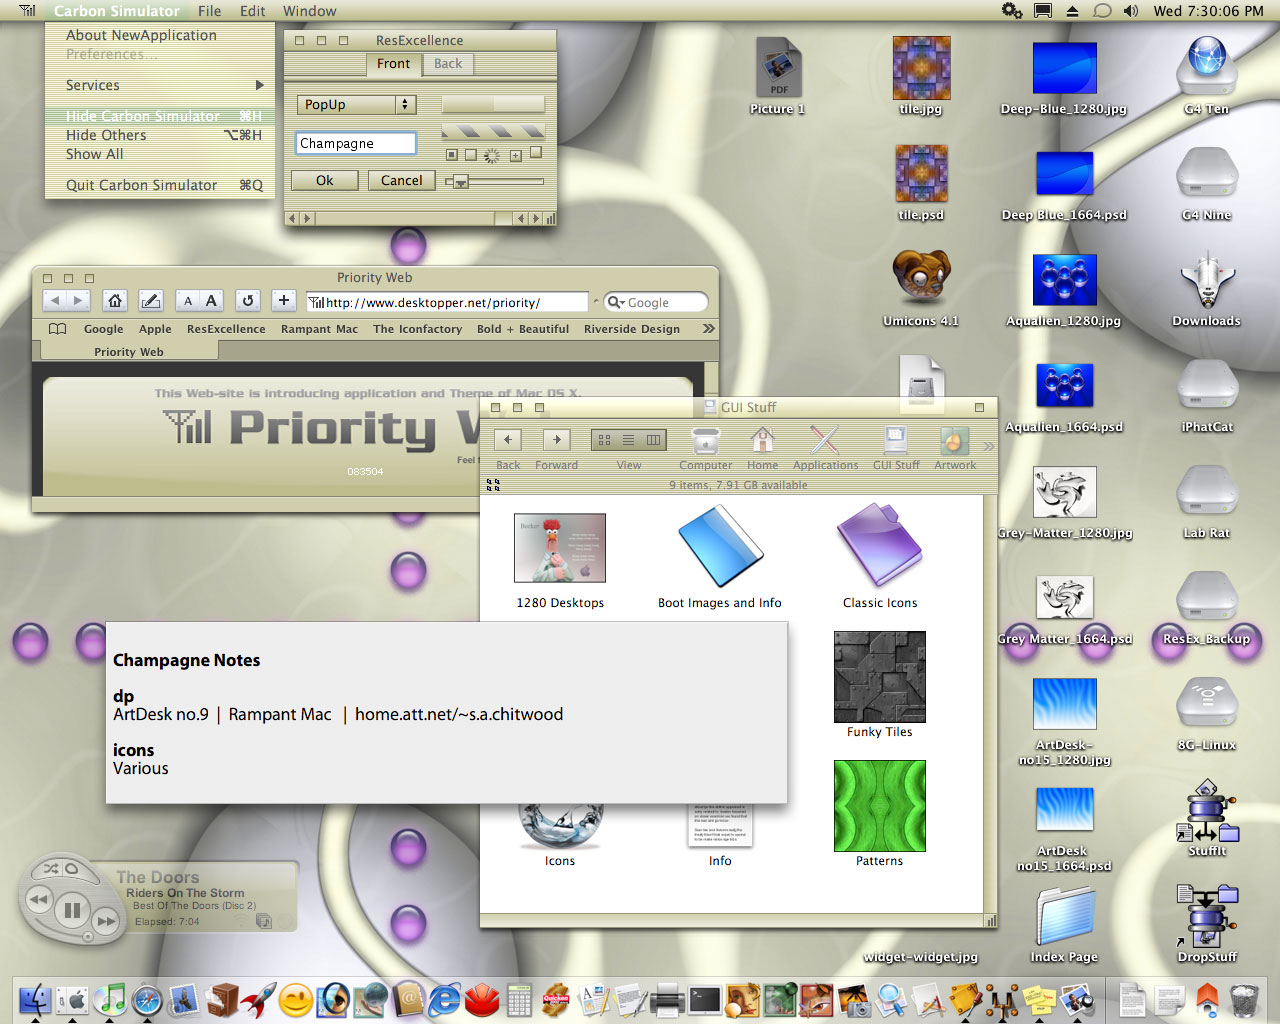 Carbon Simulator File Edit Window
Wed 7:30:06 PM
About NewApplication
Preferences...
Services
Hide Carbon Simulator ⌘H
Hide Others ⌥⌘H
Show All
Quit Carbon Simulator ⌘Q
ResExcellence
Front Back
PopUp
Champagne
Ok Cancel
Picture 1
PDF
tile.jpg
Deep-Blue_1280.jpg
G4 Ten
tile.psd
Deep Blue_1664.psd
G4 Nine
Umicons 4.1
Aqualien_1280.jpg
Downloads
Aqualien_1664.psd
iPhatCat
Grey-Matter_1280.jpg
Lab Rat
Grey Matter_1664.psd
ResEx_Backup
ArtDesk-
no15_1280.jpg
8G-Linux
ArtDesk
no15_1664.psd
StuffIt
widget-widget.jpg
Index Page
DropStuff
Priority Web
A A
http://www.desktopper.net/priority/
Google
Google Apple ResExcellence Rampant Mac The Iconfactory Bold + Beautiful Riverside Design
Priority Web
This Web-site is introducing application and Theme of Mac OS X.
Priority
Feel
083504
GUI Stuff
Back Forward View Computer Home Applications GUI Stuff Artwork
9 items, 7.91 GB available
1280 Desktops
Boot Images and Info
Classic Icons
Funky Tiles
Icons
Info
Patterns
Champagne Notes
dp
ArtDesk no.9 | Rampant Mac | home.att.net/~s.a.chitwood
icons
Various
The Doors
Riders On The Storm
Best Of The Doors (Disc 2)
Elapsed: 7:04